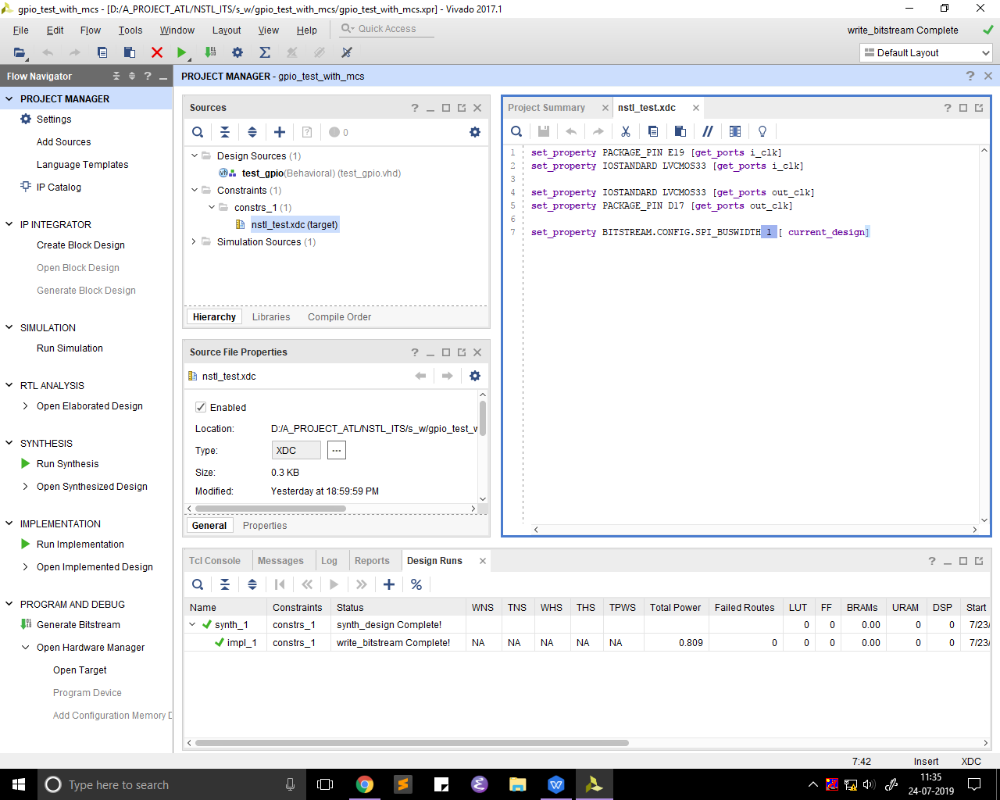 gpio_test_with_mcs - [D:/A_PROJECT_ATL/NSTL_ITS/s_w/gpio_test_with_mcs/gpio_test_with_mcs.xpr] - Vivado 2017.1
File Edit Flow Tools Window Layout View Help Quick Access write_bitstream Complete
Default Layout
Flow Navigator
PROJECT MANAGER - gpio_test_with_mcs
PROJECT MANAGER
Settings
Add Sources
Language Templates
IP Catalog
IP INTEGRATOR
Create Block Design
Open Block Design
Generate Block Design
SIMULATION
Run Simulation
RTL ANALYSIS
Open Elaborated Design
SYNTHESIS
Run Synthesis
Open Synthesized Design
IMPLEMENTATION
Run Implementation
Open Implemented Design
PROGRAM AND DEBUG
Generate Bitstream
Open Hardware Manager
Open Target
Program Device
Add Configuration Memory D
Sources
0
Design Sources (1)
test_gpio(Behavioral) (test_gpio.vhd)
Constraints (1)
constrs_1 (1)
nstl_test.xdc (target)
Simulation Sources (1)
Hierarchy Libraries Compile Order
Source File Properties
nstl_test.xdc
Enabled
Location: D:/A_PROJECT_ATL/NSTL_ITS/s_w/gpio_test_w
Type: XDC ...
Size: 0.3 KB
Modified: Yesterday at 18:59:59 PM
General Properties
Project Summary nstl_test.xdc
1 set_property PACKAGE_PIN E19 [get_ports i_clk]
2 set_property IOSTANDARD LVCMOS33 [get_ports i_clk]
3
4 set_property IOSTANDARD LVCMOS33 [get_ports out_clk]
5 set_property PACKAGE_PIN D17 [get_ports out_clk]
6
7 set_property BITSTREAM.CONFIG.SPI_BUSWIDTH 1 [ current_design]
Tcl Console Messages Log Reports Design Runs
Name Constraints Status WNS TNS WHS THS TPWS Total Power Failed Routes LUT FF BRAMs URAM DSP Start
synth_1 constrs_1 synth_design Complete! 0 0 0.00 0 0 7/23/
impl_1 constrs_1 write_bitstream Complete! NA NA NA NA NA 0.809 0 0 0 0.00 0 0 7/23/
7:42 Insert XDC
Type here to search
11:35
24-07-2019